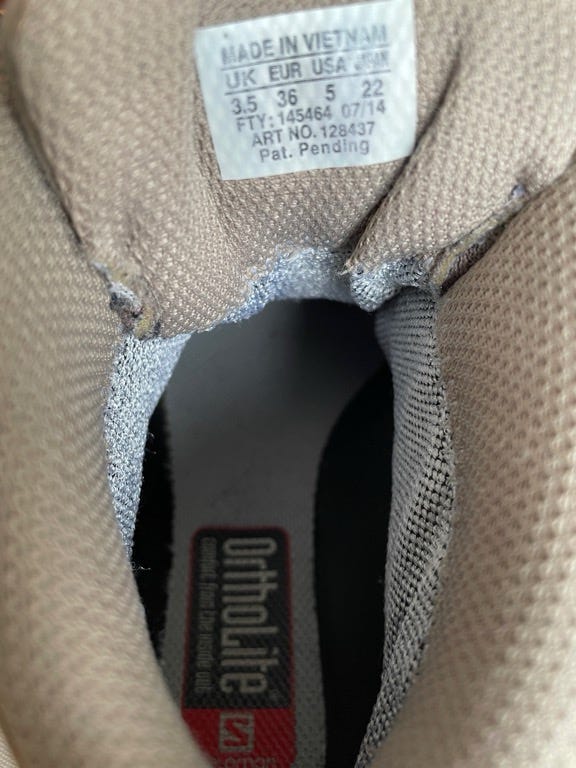 MADE IN VIETNAM
UK EUR USA JAPAN
3.5 36 5 22
FTY: 145464 07/14
ART NO. 128437
Pat. Pending
OrthoLite®
comfort from the inside out
S